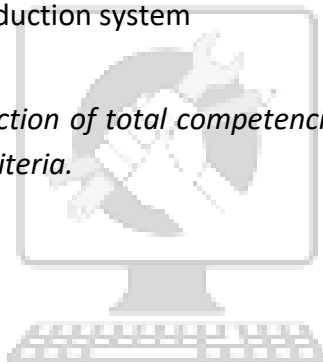 duction system
ction of total competenci
iteria.